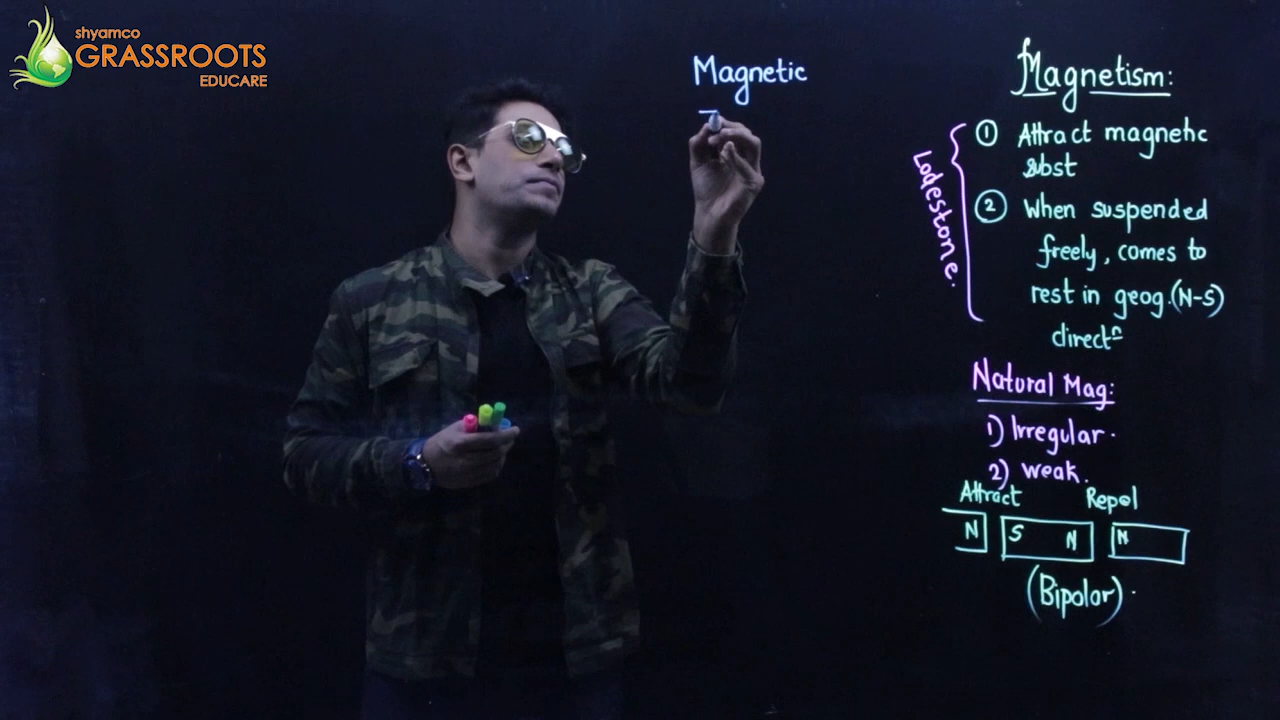 shyamco
GRASSROOTS
EDUCARE
Magnetic
Magnetism:
① Attract magnetic
subst
② When suspended
freely, comes to
rest in geog.(N-S)
directⁿ
Lodestone.
Natural Mag:
1) Irregular.
2) weak.
Attract Repel
N S N N
(Bipolar).